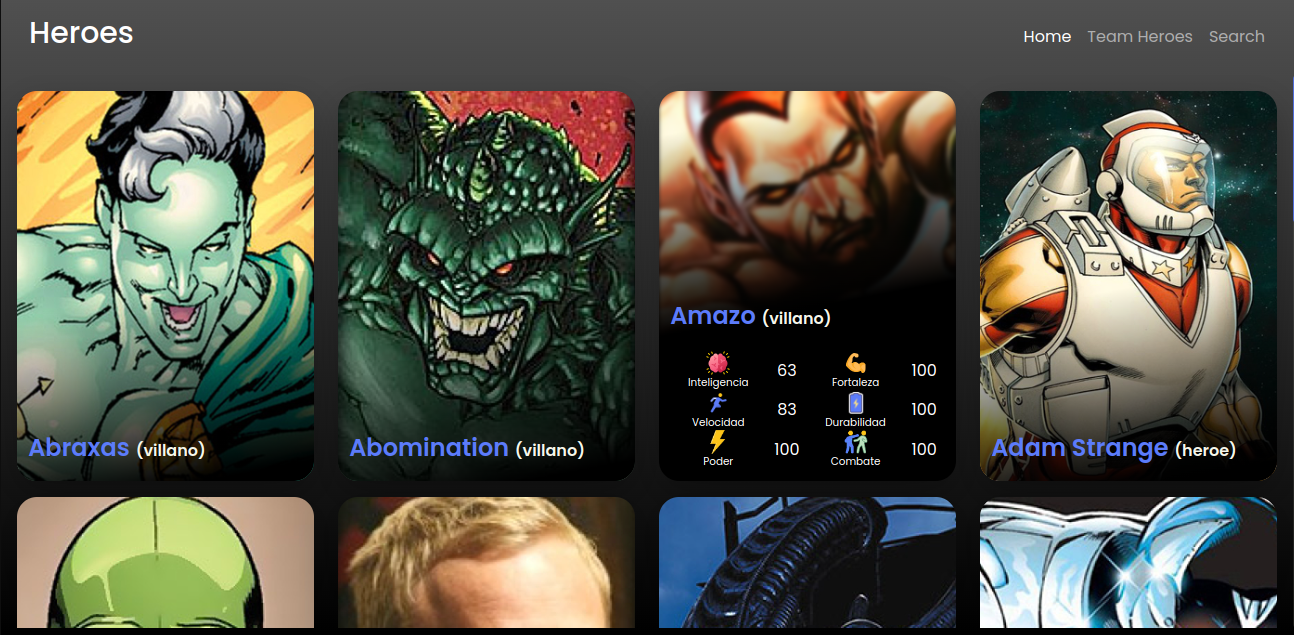 Heroes
Home Team Heroes Search
Abraxas (villano)
Abomination (villano)
Amazo (villano)
Inteligencia 63 Fortaleza 100
Velocidad 83 Durabilidad 100
Poder 100 Combate 100
Adam Strange (heroe)